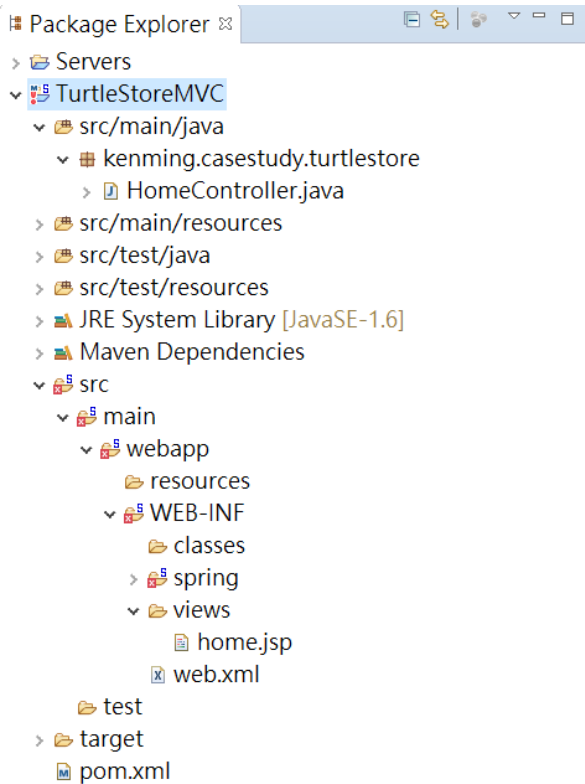 Package Explorer
Servers
TurtleStoreMVC
src/main/java
kenming.casestudy.turtlestore
HomeController.java
src/main/resources
src/test/java
src/test/resources
JRE System Library [JavaSE-1.6]
Maven Dependencies
src
main
webapp
resources
WEB-INF
classes
spring
views
home.jsp
web.xml
test
target
pom.xml